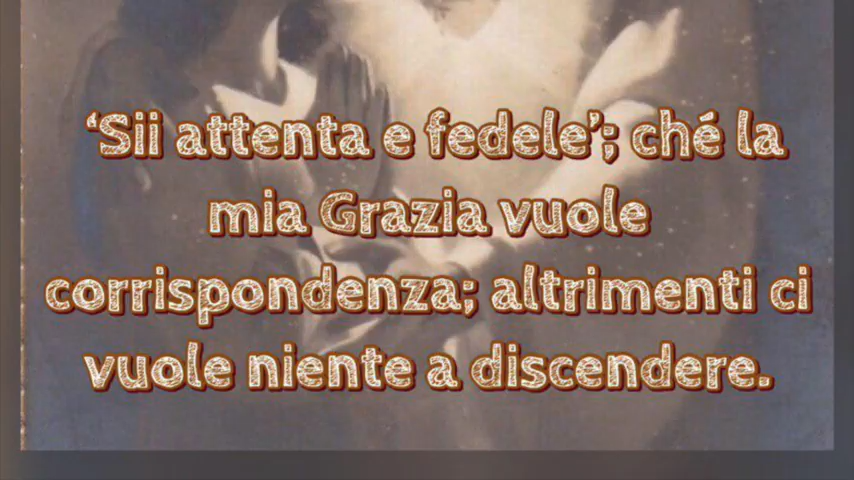 ‘Sii attenta e fedele’; ché la
mia Grazia vuole
corrispondenza; altrimenti ci
vuole niente a discendere.